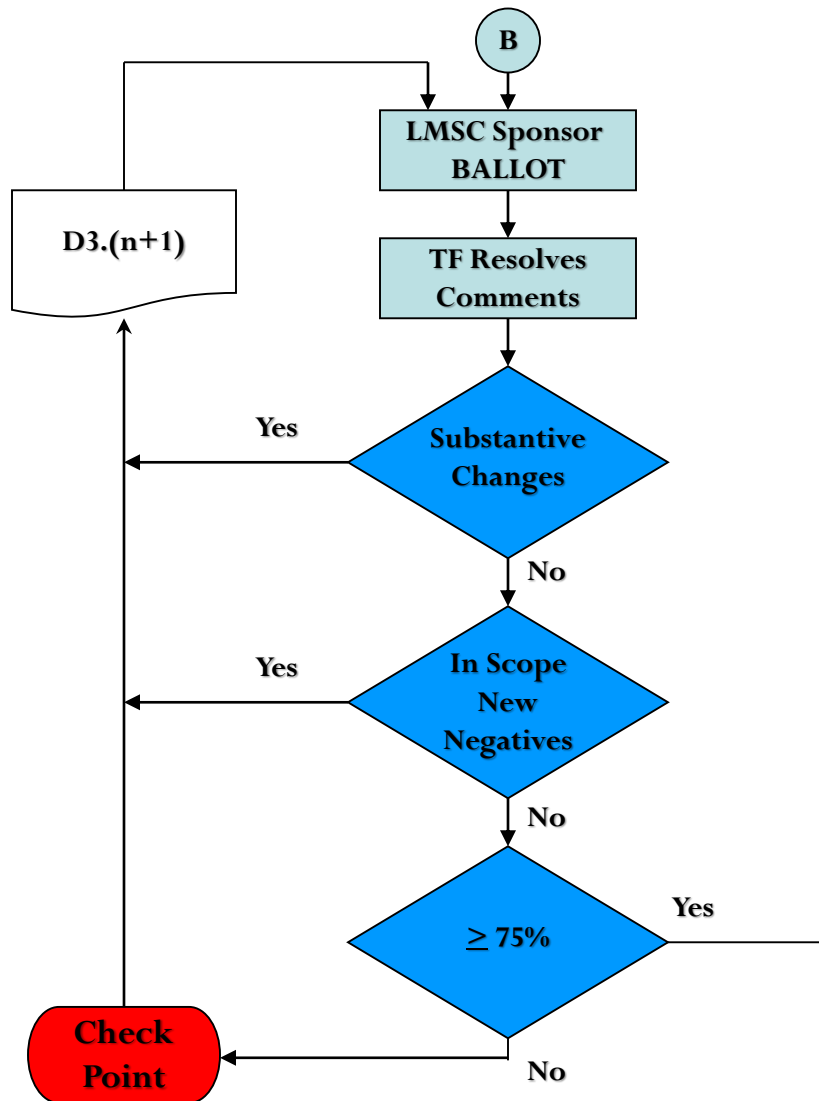 B
LMSC Sponsor
BALLOT
D3.(n+1)
TF Resolves
Comments
Yes
Substantive
Changes
No
Yes
In Scope
New
Negatives
No
≥ 75%
Yes
Check
Point
No